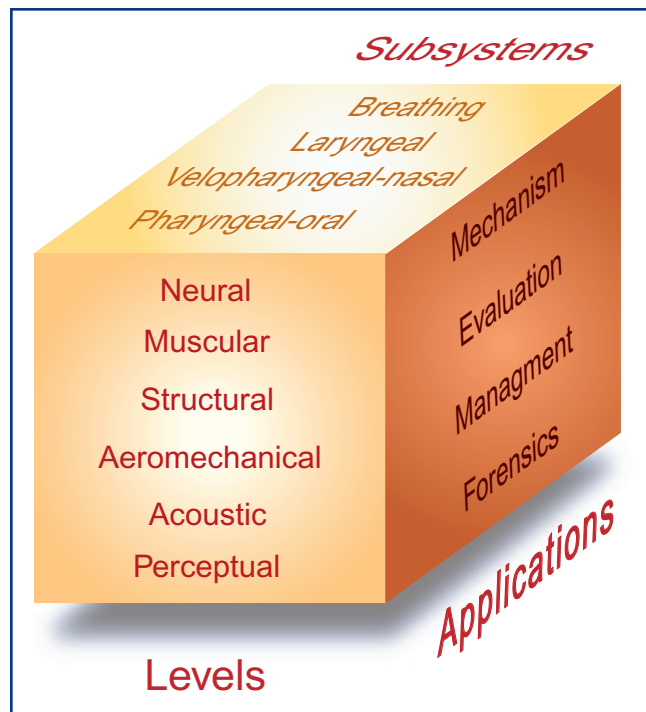 Subsystems
Breathing
Laryngeal
Velopharyngeal-nasal
Pharyngeal-oral
Neural
Muscular
Structural
Aeromechanical
Acoustic
Perceptual
Levels
Mechanism
Evaluation
Managment
Forensics
Applications